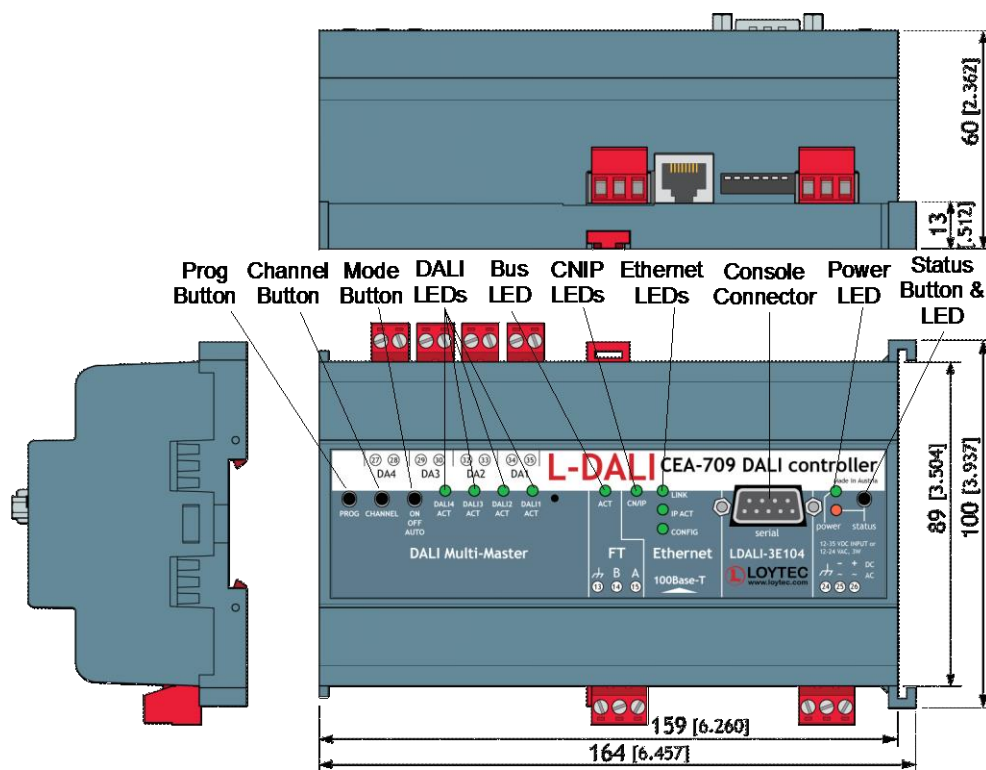 60 [2.362]
13
[.512]
Prog
Button
Channel
Button
Mode
Button
DALI
LEDs
Bus
LED
CNIP
LEDs
Ethernet
LEDs
Console
Connector
Power
LED
Status
Button &
LED
27 28 29 30 32 33 34 35
DA4 DA3 DA2 DA1
L-DALI CEA-709 DALI controller
Made in Austria
PROG
CHANNEL
ON
OFF
AUTO
DALI4
ACT
DALI3
ACT
DALI2
ACT
DALI1
ACT
ACT
CN/IP
LINK
IP ACT
CONFIG
serial
power
status
DALI Multi-Master
FT
B A
13 14 15
Ethernet
100Base-T
LDALI-3E104
LOYTEC
www.loytec.com
12-35 VDC INPUT or
12-24 VAC, 3W
- + DC
~ ~ AC
24 25 26
89 [3.504]
100 [3.937]
159 [6.260]
164 [6.457]